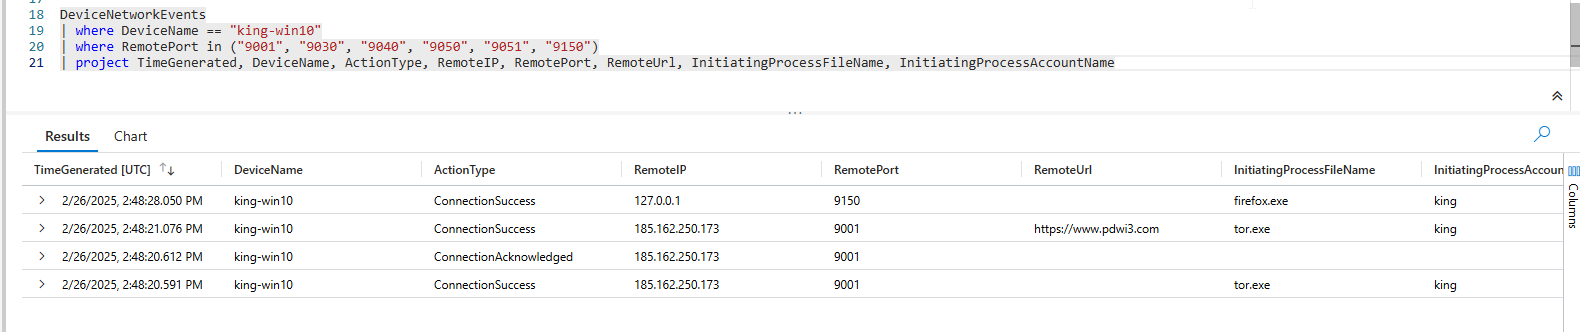 18 DeviceNetworkEvents
19 | where DeviceName == "king-win10"
20 | where RemotePort in ("9001", "9030", "9040", "9050", "9051", "9150")
21 | project TimeGenerated, DeviceName, ActionType, RemoteIP, RemotePort, RemoteUrl, InitiatingProcessFileName, InitiatingProcessAccountName
Results Chart
TimeGenerated [UTC] DeviceName ActionType RemoteIP RemotePort RemoteUrl InitiatingProcessFileName InitiatingProcessAccoun
2/26/2025, 2:48:28.050 PM king-win10 ConnectionSuccess 127.0.0.1 9150 firefox.exe king
2/26/2025, 2:48:21.076 PM king-win10 ConnectionSuccess 185.162.250.173 9001 https://www.pdwi3.com tor.exe king
2/26/2025, 2:48:20.612 PM king-win10 ConnectionAcknowledged 185.162.250.173 9001
2/26/2025, 2:48:20.591 PM king-win10 ConnectionSuccess 185.162.250.173 9001 tor.exe king
Columns